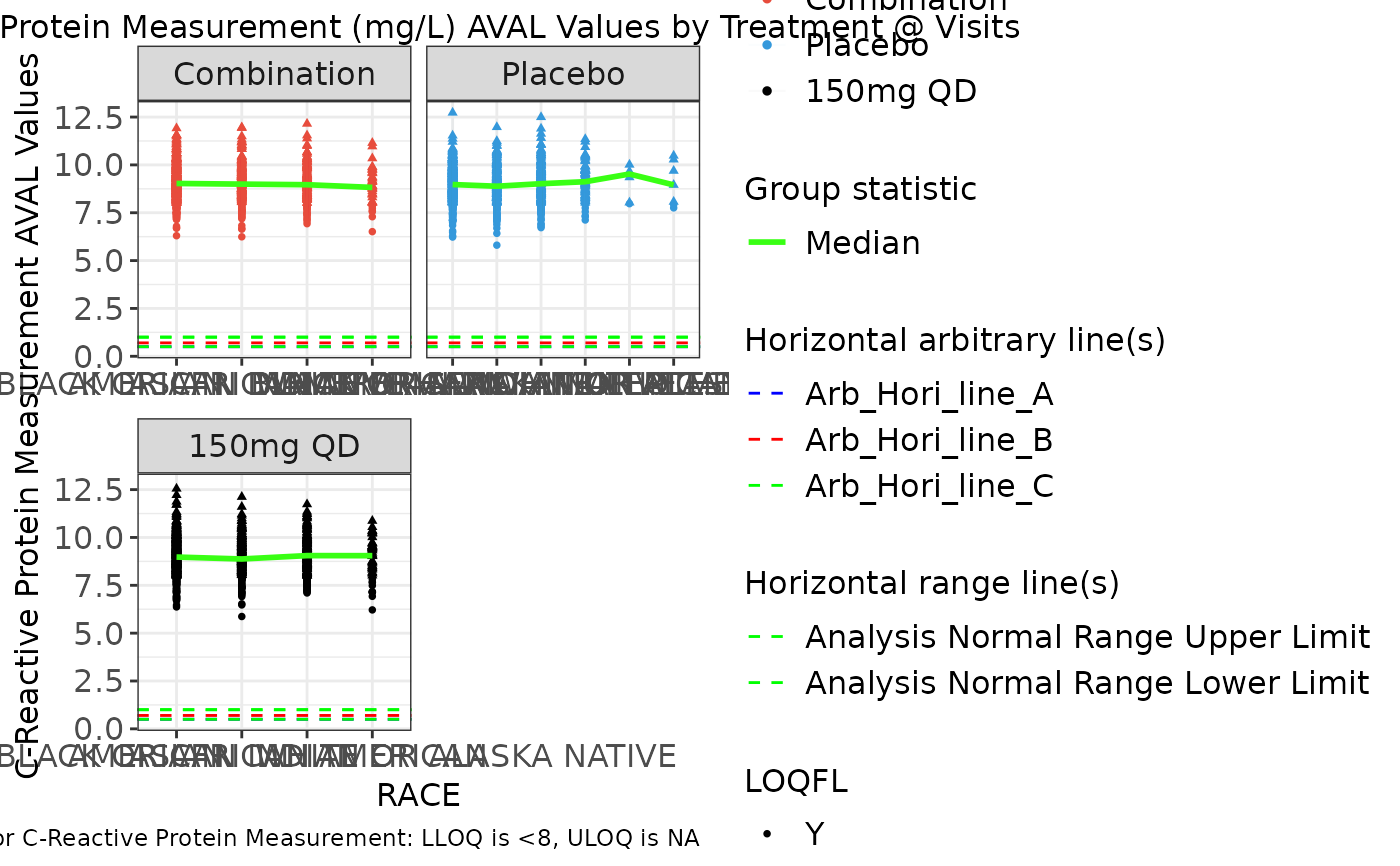 Protein Measurement (mg/L) AVAL Values by Treatment @ Visits
C-Reactive Protein Measurement AVAL Values
Combination
Placebo
12.5
10.0
7.5
5.0
2.5
0.0
150mg QD
12.5
10.0
7.5
5.0
2.5
0.0
ALASKA NATIVE
RACE
or C-Reactive Protein Measurement: LLOQ is <8, ULOQ is NA
Combination
Placebo
150mg QD
Group statistic
Median
Horizontal arbitrary line(s)
Arb_Hori_line_A
Arb_Hori_line_B
Arb_Hori_line_C
Horizontal range line(s)
Analysis Normal Range Upper Limit
Analysis Normal Range Lower Limit
LOQFL
Y